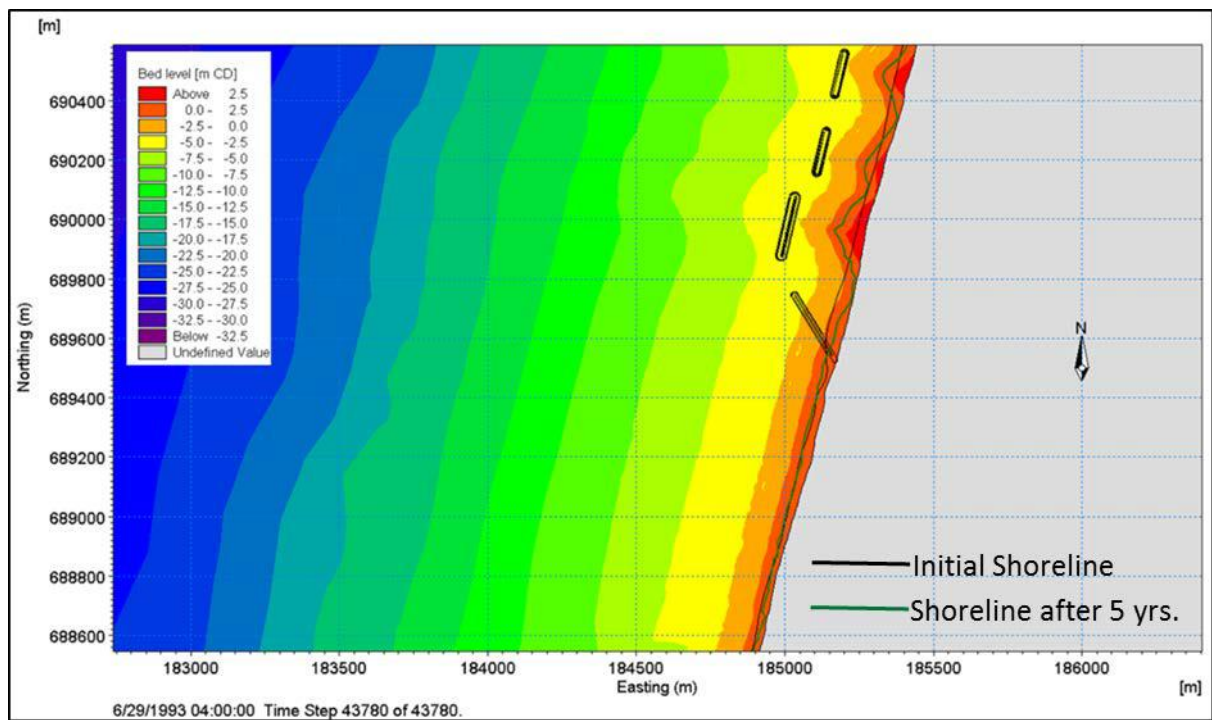 [m]
Bed level [m CD]
Above 2.5
0.0 - 2.5
-2.5 - 0.0
-5.0 - -2.5
-7.5 - -5.0
-10.0 - -7.5
-12.5 - -10.0
-15.0 - -12.5
-17.5 - -15.0
-20.0 - -17.5
-22.5 - -20.0
-25.0 - -22.5
-27.5 - -25.0
-30.0 - -27.5
-32.5 - -30.0
Below -32.5
Undefined Value
690400
690200
690000
689800
689600
689400
689200
689000
688800
688600
Northing (m)
N
Initial Shoreline
Shoreline after 5 yrs.
183000 183500 184000 184500 185000 185500 186000
Easting (m)
[m]
6/29/1993 04:00:00 Time Step 43780 of 43780.